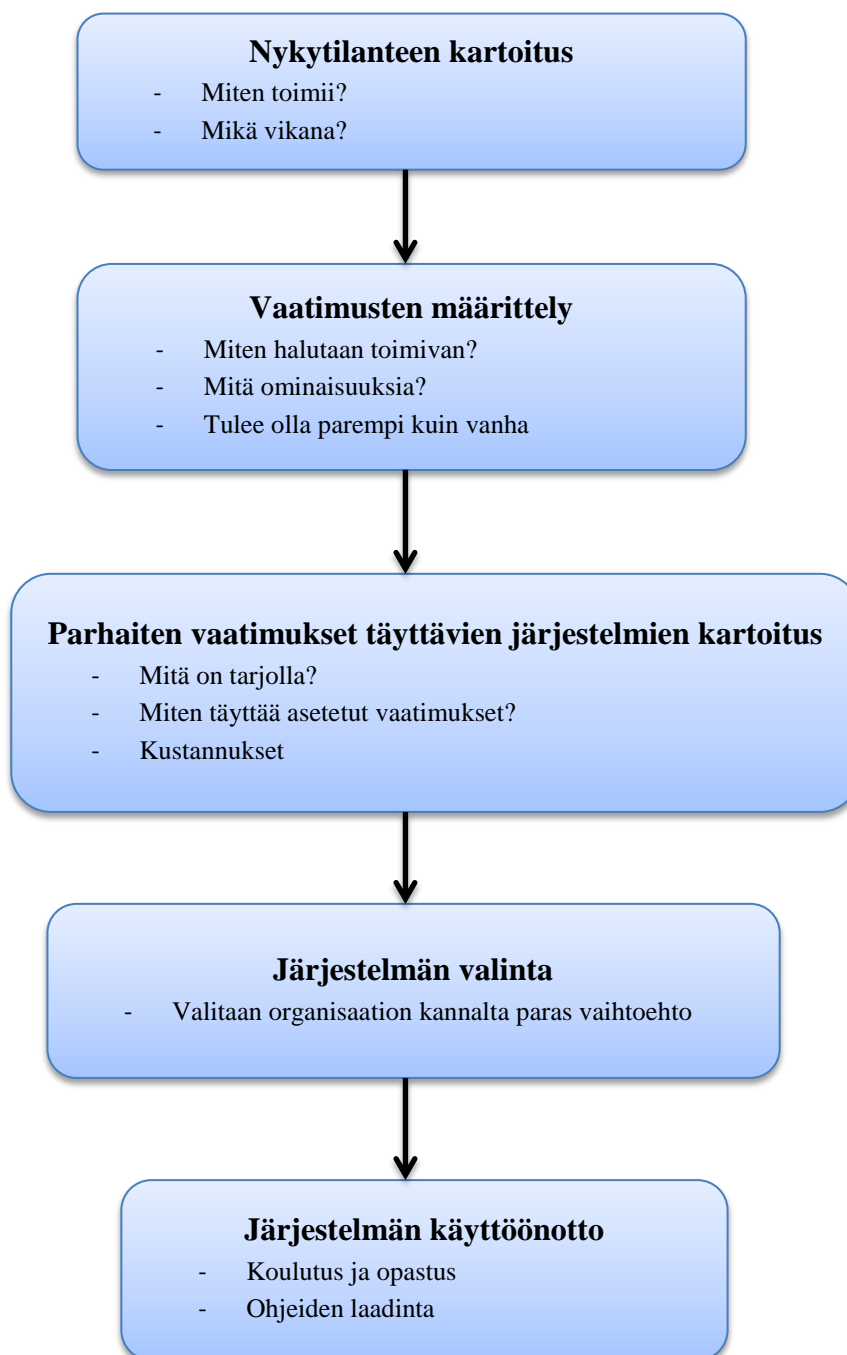 Nykytilanteen kartoitus
- Miten toimii?
- Mikä vikana?
Vaatimusten määrittely
- Miten halutaan toimivan?
- Mitä ominaisuuksia?
- Tulee olla parempi kuin vanha
Parhaiten vaatimukset täyttävien järjestelmien kartoitus
- Mitä on tarjolla?
- Miten täyttää asetetut vaatimukset?
- Kustannukset
Järjestelmän valinta
- Valitaan organisaation kannalta paras vaihtoehto
Järjestelmän käyttöönotto
- Koulutus ja opastus
- Ohjeiden laadinta